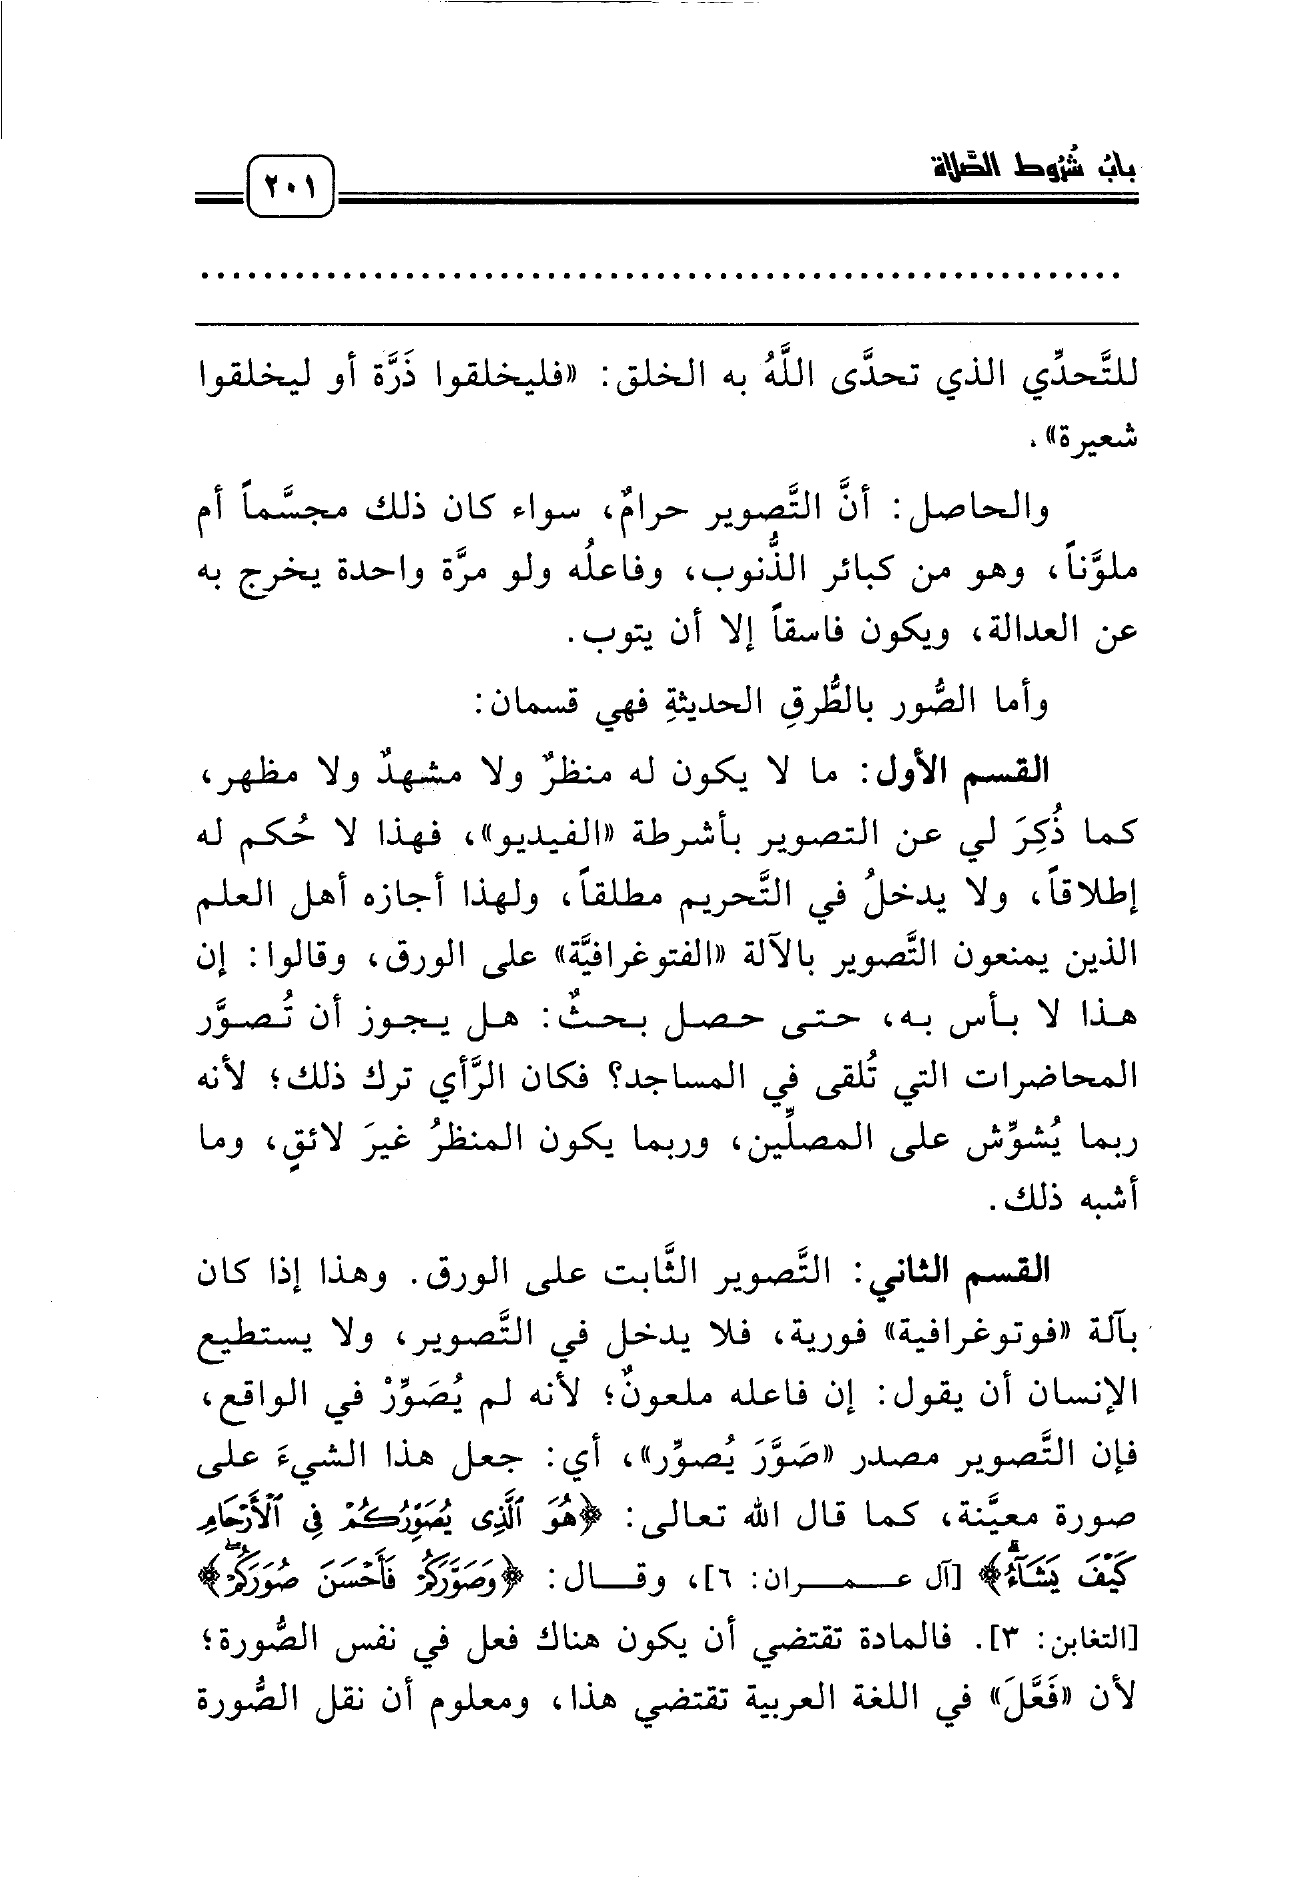 بابُ شُرُوط الصَّلاة
٢٠١
للتَّحدِّي الذي تحدَّى اللَّهُ به الخلق: «فليخلقوا ذَرَّة أو ليخلقوا
شعيرة».
والحاصل: أنَّ التَّصوير حرامٌ، سواء كان ذلك مجسَّماً أم
ملوَّناً، وهو من كبائر الذُّنوب، وفاعلُه ولو مرَّة واحدة يخرج به
عن العدالة، ويكون فاسقاً إلا أن يتوب.
وأما الصُّور بالطُّرقِ الحديثةِ فهي قسمان:
القسم الأول: ما لا يكون له منظرٌ ولا مشهدٌ ولا مظهر،
كما ذُكِرَ لي عن التصوير بأشرطة «الفيديو»، فهذا لا حُكم له
إطلاقاً، ولا يدخلُ في التَّحريم مطلقاً، ولهذا أجازه أهل العلم
الذين يمنعون التَّصوير بالآلة «الفتوغرافيَّة» على الورق، وقالوا: إن
هذا لا بأس به، حتى حصل بحثٌ: هل يجوز أن تُصوَّر
المحاضرات التي تُلقى في المساجد؟ فكان الرَّأي ترك ذلك؛ لأنه
ربما يُشوِّش على المصلِّين، وربما يكون المنظرُ غيرَ لائقٍ، وما
أشبه ذلك.
القسم الثاني: التَّصوير الثَّابت على الورق. وهذا إذا كان
بآلة «فوتوغرافية» فورية، فلا يدخل في التَّصوير، ولا يستطيع
الإنسان أن يقول: إن فاعله ملعونٌ؛ لأنه لم يُصَوِّرْ في الواقع،
فإن التَّصوير مصدر «صَوَّرَ يُصوِّر»، أي: جعل هذا الشيءَ على
صورة معيَّنة، كما قال الله تعالى: ﴿هُوَ ٱلَّذِى يُصَوِّرُكُمْ فِى ٱلْأَرْحَامِ
كَيْفَ يَشَآءُۚ﴾ [آل عمران: ٦]، وقال: ﴿وَصَوَّرَكُمْ فَأَحْسَنَ صُوَرَكُمْۖ﴾
[التغابن: ٣]. فالمادة تقتضي أن يكون هناك فعل في نفس الصُّورة؛
لأن «فَعَّلَ» في اللغة العربية تقتضي هذا، ومعلوم أن نقل الصُّورة